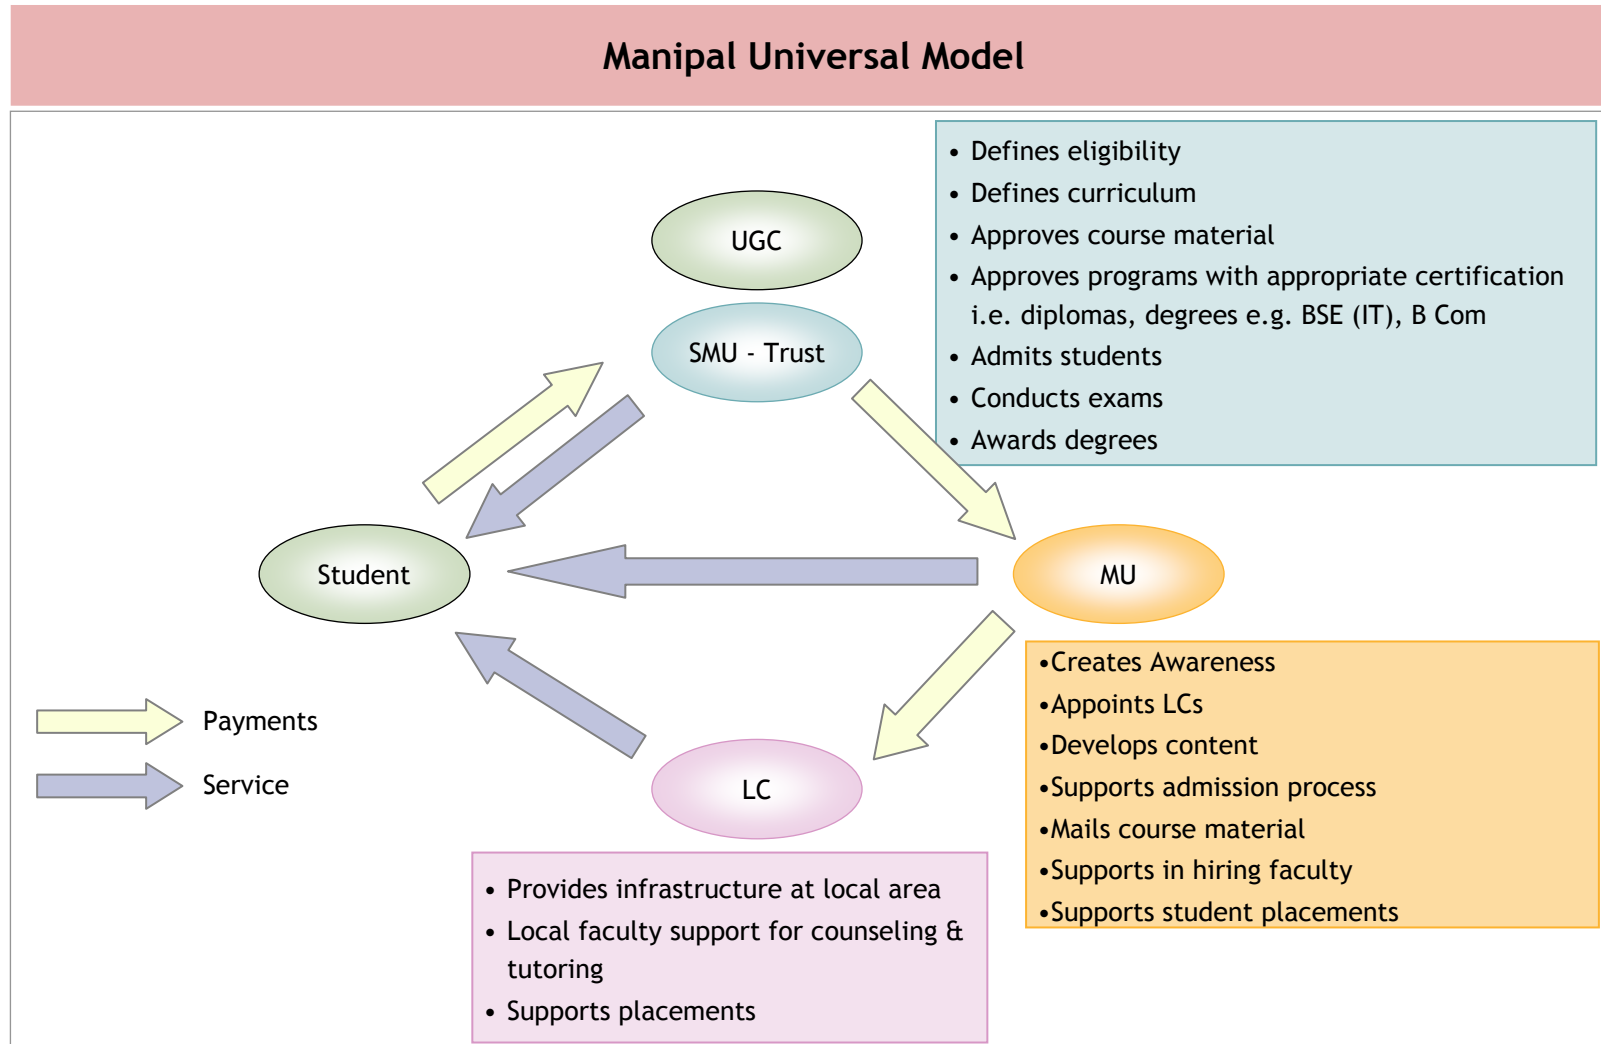 Manipal Universal Model
• Defines eligibility
• Defines curriculum
• Approves course material
• Approves programs with appropriate certification
i.e. diplomas, degrees e.g. BSE (IT), B Com
• Admits students
• Conducts exams
• Awards degrees
UGC
SMU - Trust
Student
MU
•Creates Awareness
•Appoints LCs
•Develops content
•Supports admission process
•Mails course material
•Supports in hiring faculty
•Supports student placements
Payments
Service
LC
• Provides infrastructure at local area
• Local faculty support for counseling &
tutoring
• Supports placements